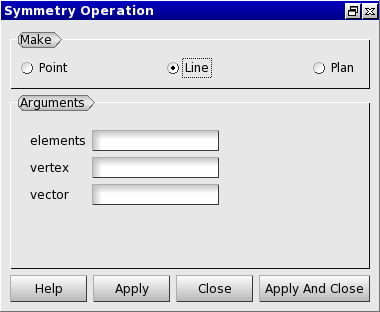 Symmetry Operation
Make
Point Line Plan
Arguments
elements
vertex
vector
Help Apply Close Apply And Close